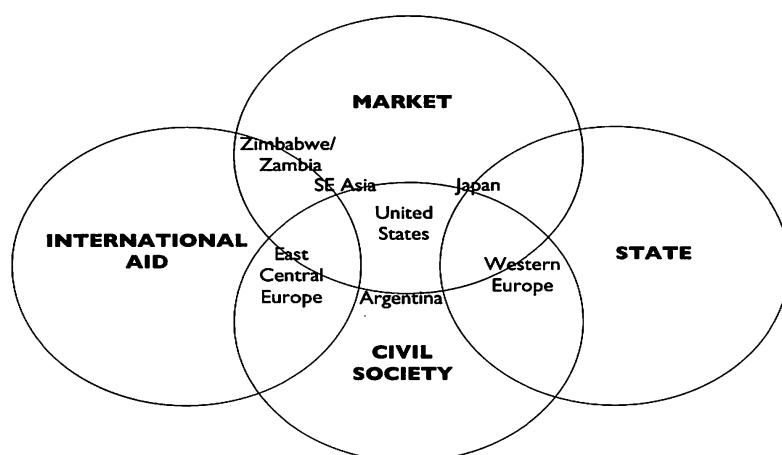 MARKET
Zimbabwe/
Zambia
SE Asia
Japan
United
States
INTERNATIONAL
AID
STATE
East
Central
Europe
Western
Europe
Argentina
CIVIL
SOCIETY